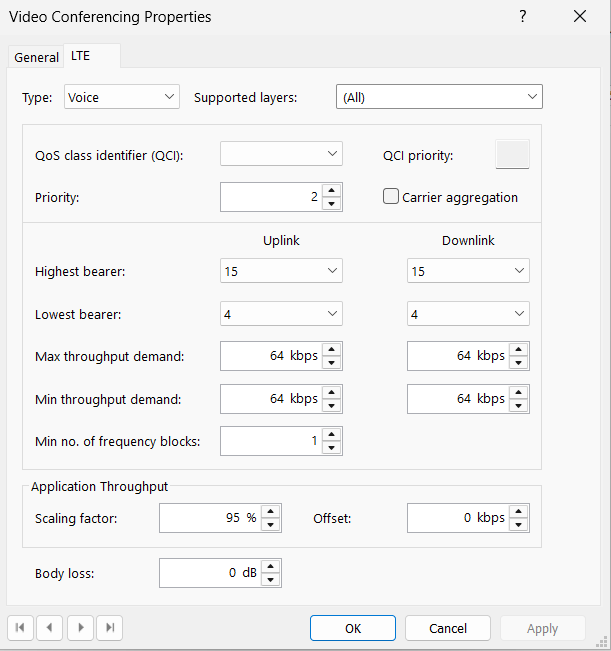 Video Conferencing Properties ?
General LTE
Type: Voice Supported layers: (All)
QoS class identifier (QCI): QCI priority:
Priority: 2 Carrier aggregation
Uplink Downlink
Highest bearer: 15 15
Lowest bearer: 4 4
Max throughput demand: 64 kbps 64 kbps
Min throughput demand: 64 kbps 64 kbps
Min no. of frequency blocks: 1
Application Throughput
Scaling factor: 95 % Offset: 0 kbps
Body loss: 0 dB
OK Cancel Apply